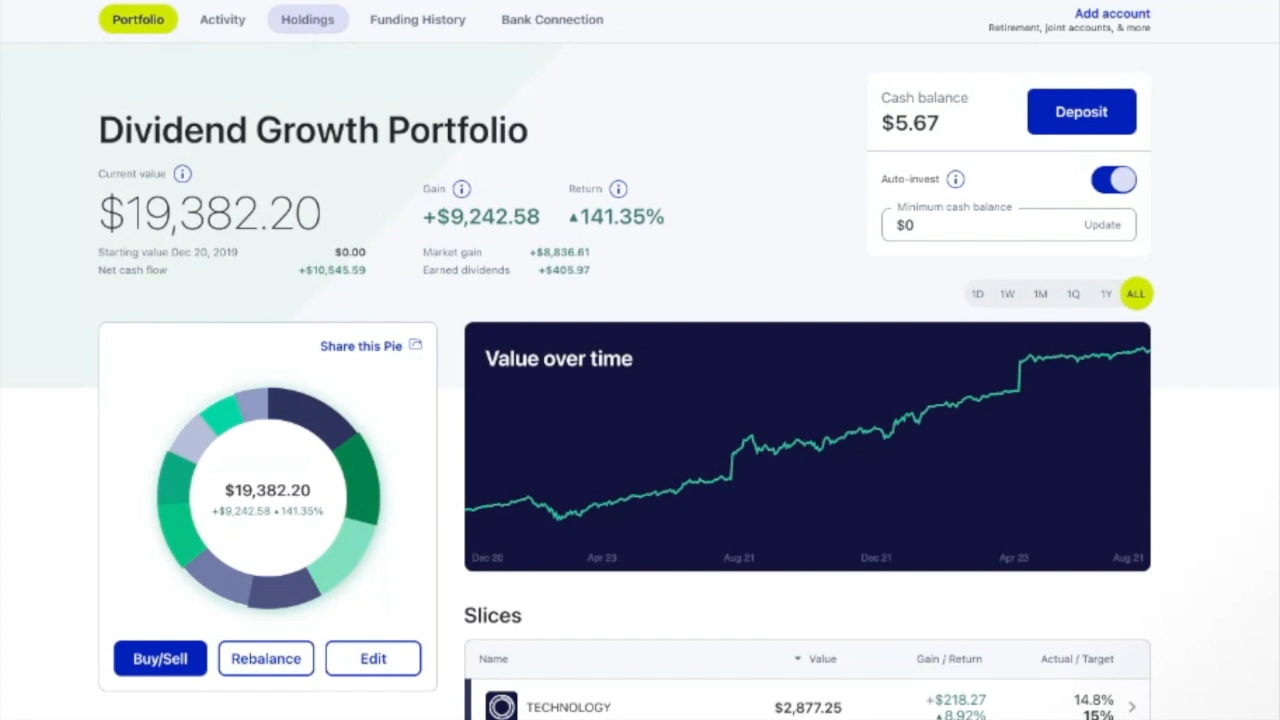 Portfolio Activity Holdings Funding History Bank Connection
Add account
Retirement, joint accounts, & more
Dividend Growth Portfolio
Cash balance
$5.67
Deposit
Current value
$19,382.20
Gain
+$9,242.58
Return
▲141.35%
Starting value Dec 20, 2019 $0.00
Net cash flow +$10,545.59
Market gain +$8,836.61
Earned dividends +$405.97
Auto-invest
Minimum cash balance
$0 Update
1D 1W 1M 1Q 1Y ALL
Share this Pie
$19,382.20
+$9,242.58 ▲141.35%
Buy/Sell Rebalance Edit
Value over time
Dec 20 Apr 23 Aug 21 Dec 21 Apr 23 Aug 21
Slices
Name Value Gain / Return Actual / Target
TECHNOLOGY $2,877.25 +$218.27 14.8%
▲8.92% 15%